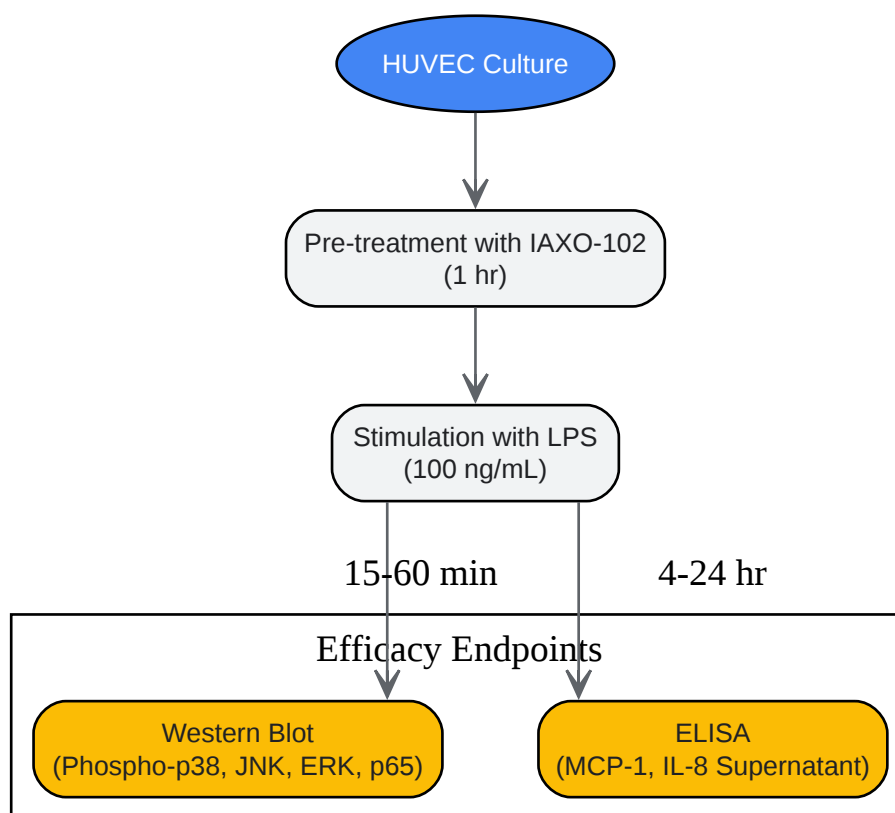 HUVEC Culture
Pre-treatment with IAXO-102
(1 hr)
Stimulation with LPS
(100 ng/mL)
15-60 min
4-24 hr
Efficacy Endpoints
Western Blot
(Phospho-p38, JNK, ERK, p65)
ELISA
(MCP-1, IL-8 Supernatant)